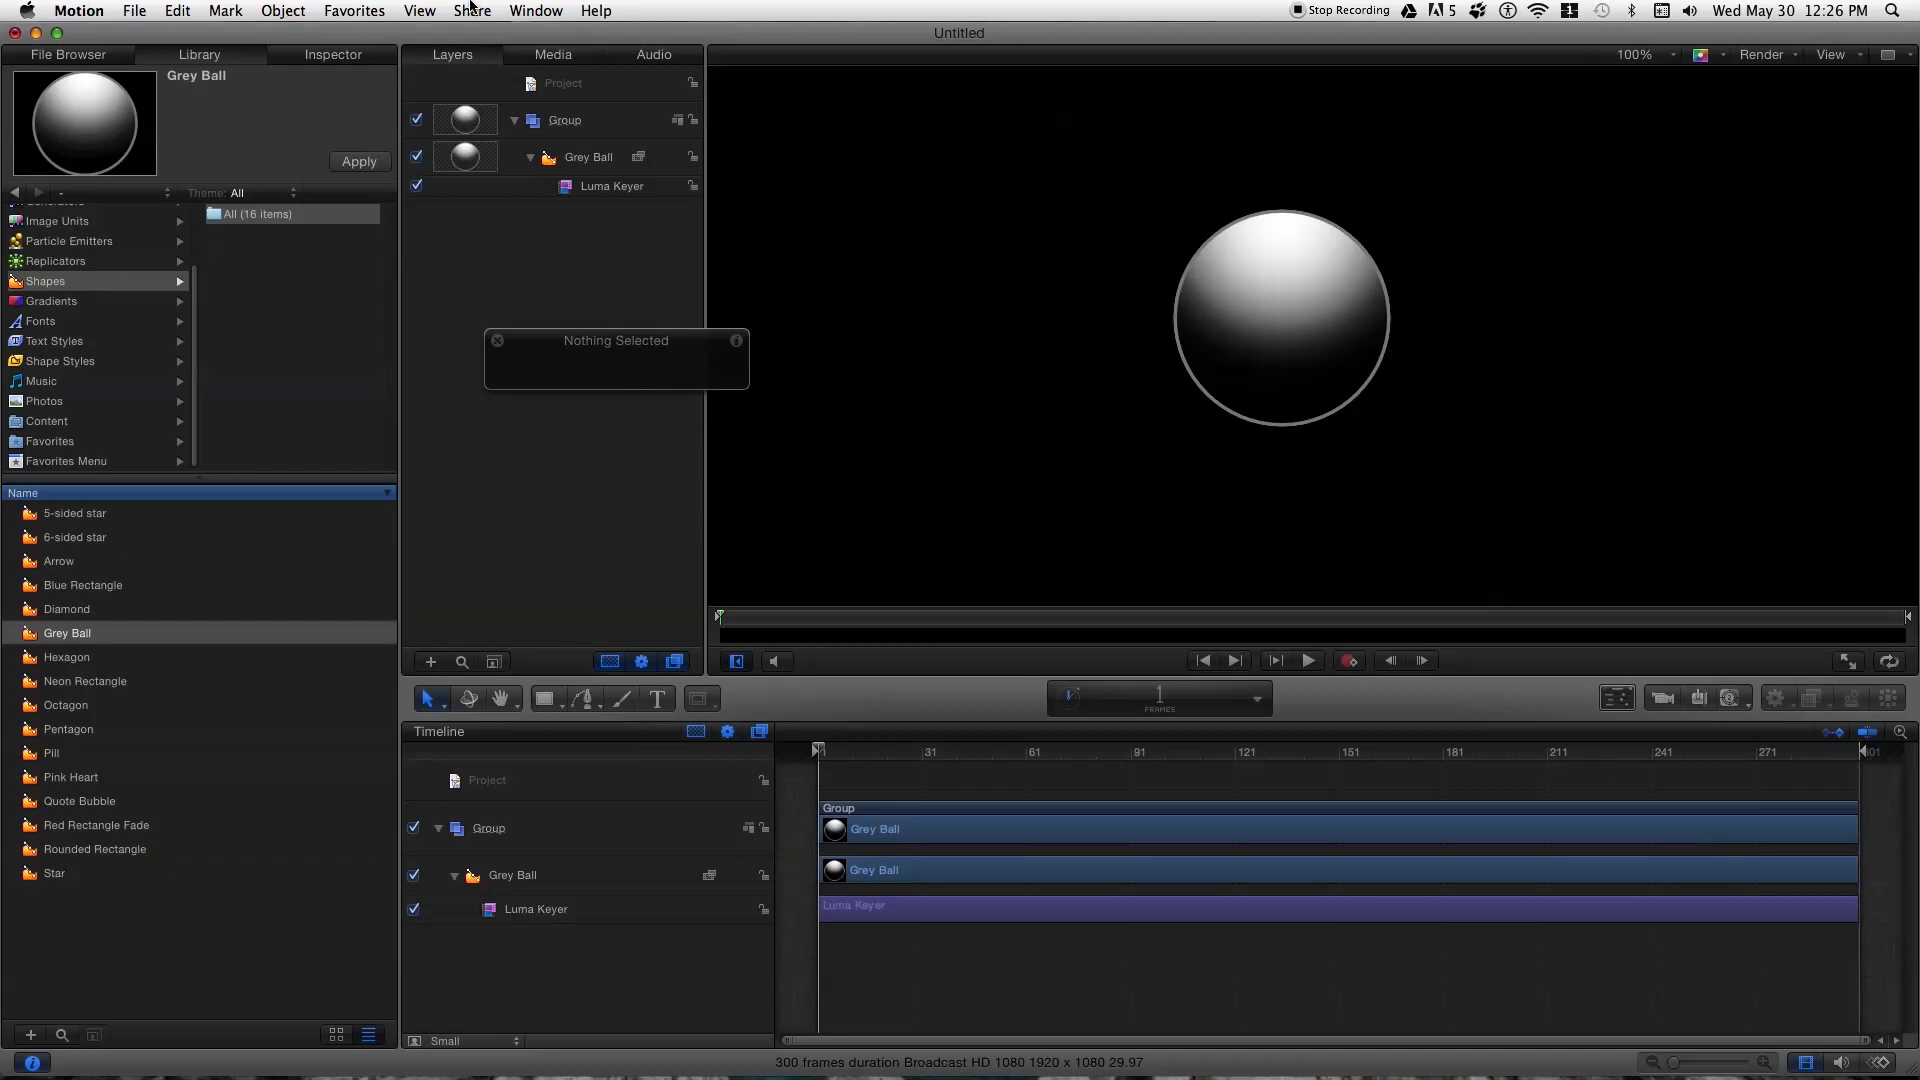 Motion File Edit Mark Object Favorites View Share Window Help Stop Recording 5 1 Wed May 30 12:26 PM
Untitled
File Browser Library Inspector Layers Media Audio 100% Render View
Grey Ball
Apply
- Theme: All
Image Units
Particle Emitters
Replicators
Shapes
Gradients
Fonts
Text Styles
Shape Styles
Music
Photos
Content
Favorites
Favorites Menu
All (16 items)
Name
5-sided star
6-sided star
Arrow
Blue Rectangle
Diamond
Grey Ball
Hexagon
Neon Rectangle
Octagon
Pentagon
Pill
Pink Heart
Quote Bubble
Red Rectangle Fade
Rounded Rectangle
Star
Project
Group
Grey Ball
Luma Keyer
Nothing Selected
T
1
FRAMES
Timeline
31 61 91 121 151 181 211 241 271 301
Project
Group
Grey Ball
Luma Keyer
Group
Grey Ball
Grey Ball
Luma Keyer
Small
300 frames duration Broadcast HD 1080 1920 x 1080 29.97